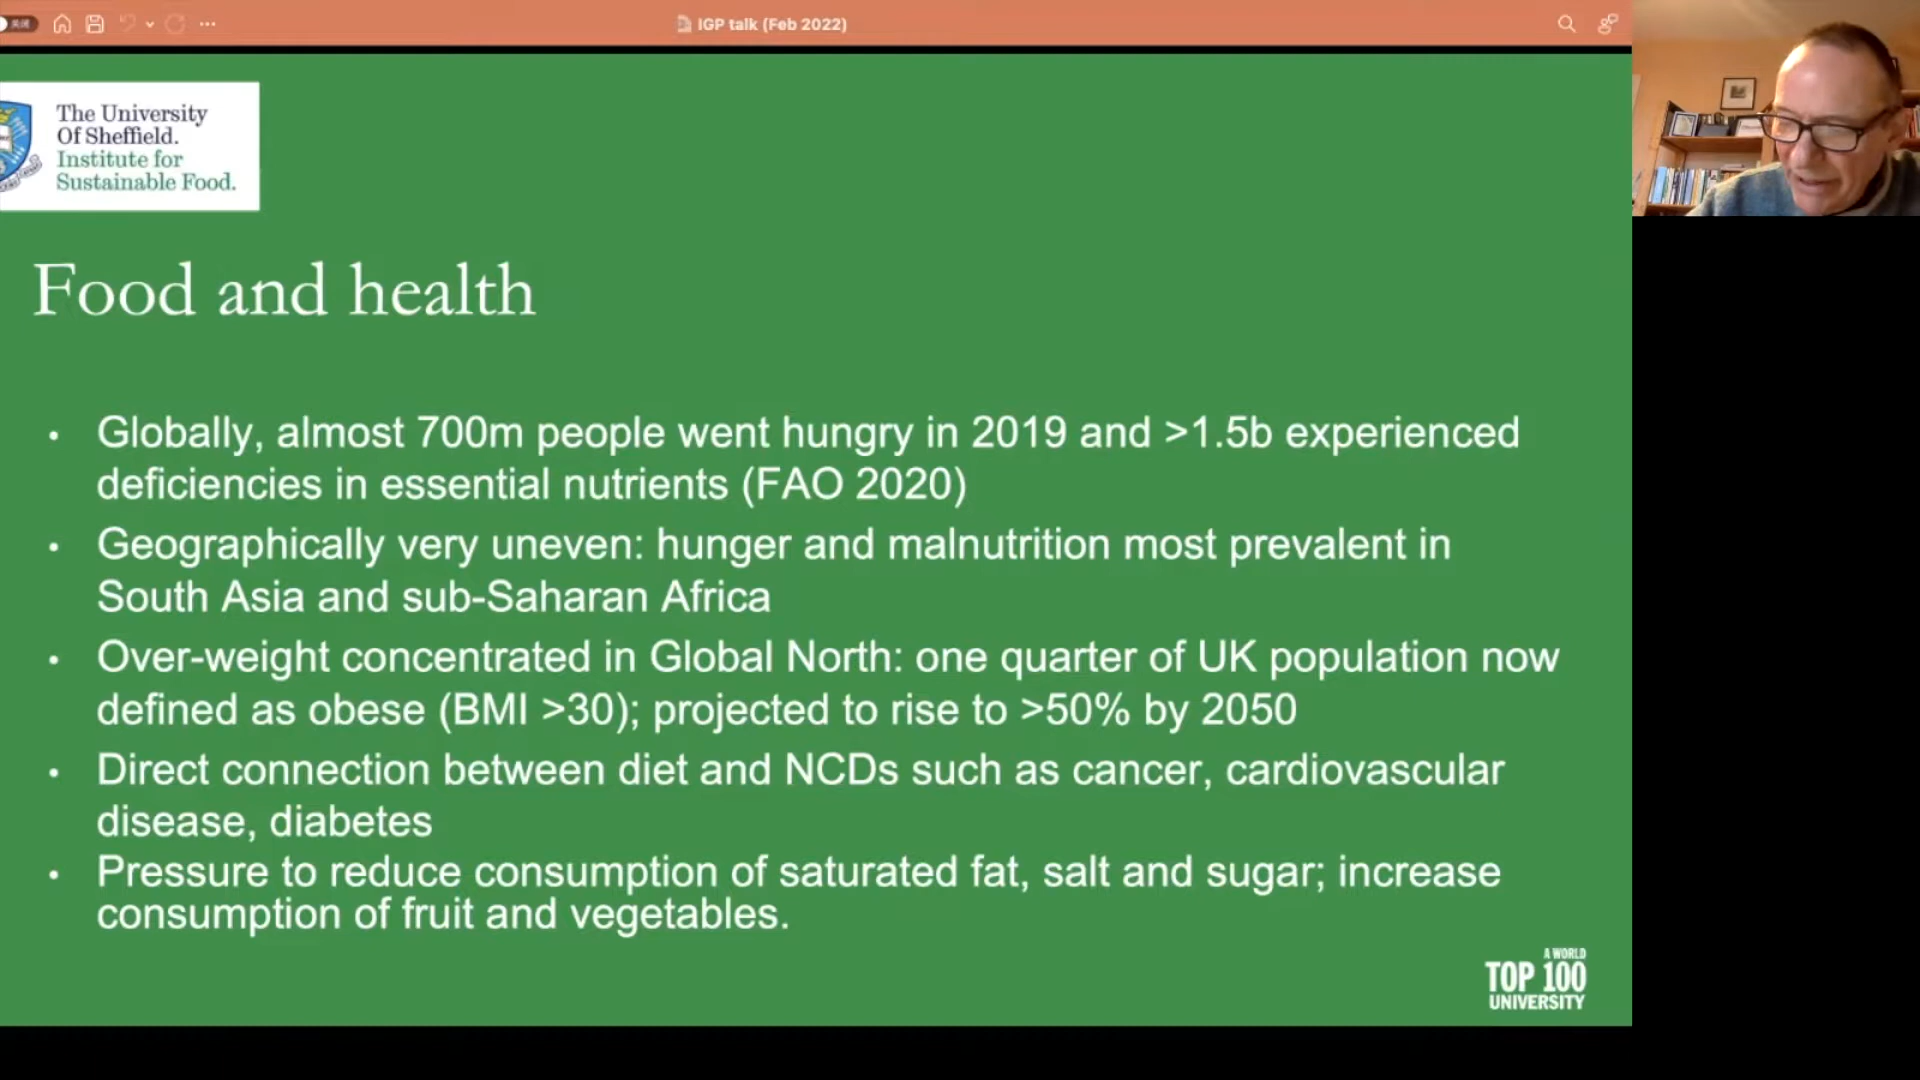 关闭
IGP talk (Feb 2022)
The University
Of Sheffield.
Institute for
Sustainable Food.
Food and health
• Globally, almost 700m people went hungry in 2019 and >1.5b experienced
deficiencies in essential nutrients (FAO 2020)
• Geographically very uneven: hunger and malnutrition most prevalent in
South Asia and sub-Saharan Africa
• Over-weight concentrated in Global North: one quarter of UK population now
defined as obese (BMI >30); projected to rise to >50% by 2050
• Direct connection between diet and NCDs such as cancer, cardiovascular
disease, diabetes
• Pressure to reduce consumption of saturated fat, salt and sugar; increase
consumption of fruit and vegetables.
A WORLD
TOP 100
UNIVERSITY